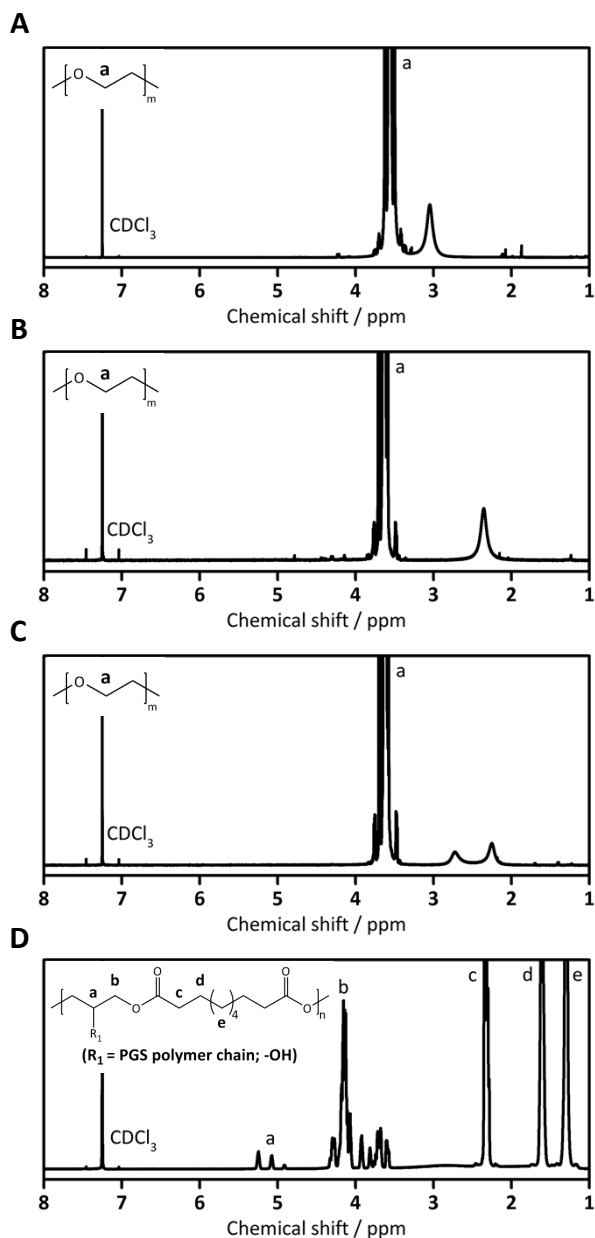 A
O
a
m
a
CDCl3
8 7 6 5 4 3 2 1
Chemical shift / ppm
B
O
a
m
a
CDCl3
8 7 6 5 4 3 2 1
Chemical shift / ppm
C
O
a
m
a
CDCl3
8 7 6 5 4 3 2 1
Chemical shift / ppm
D
O O
a b c d e
O O
4 n
R1
(R1 = PGS polymer chain; -OH)
CDCl3
a b c d e
8 7 6 5 4 3 2 1
Chemical shift / ppm